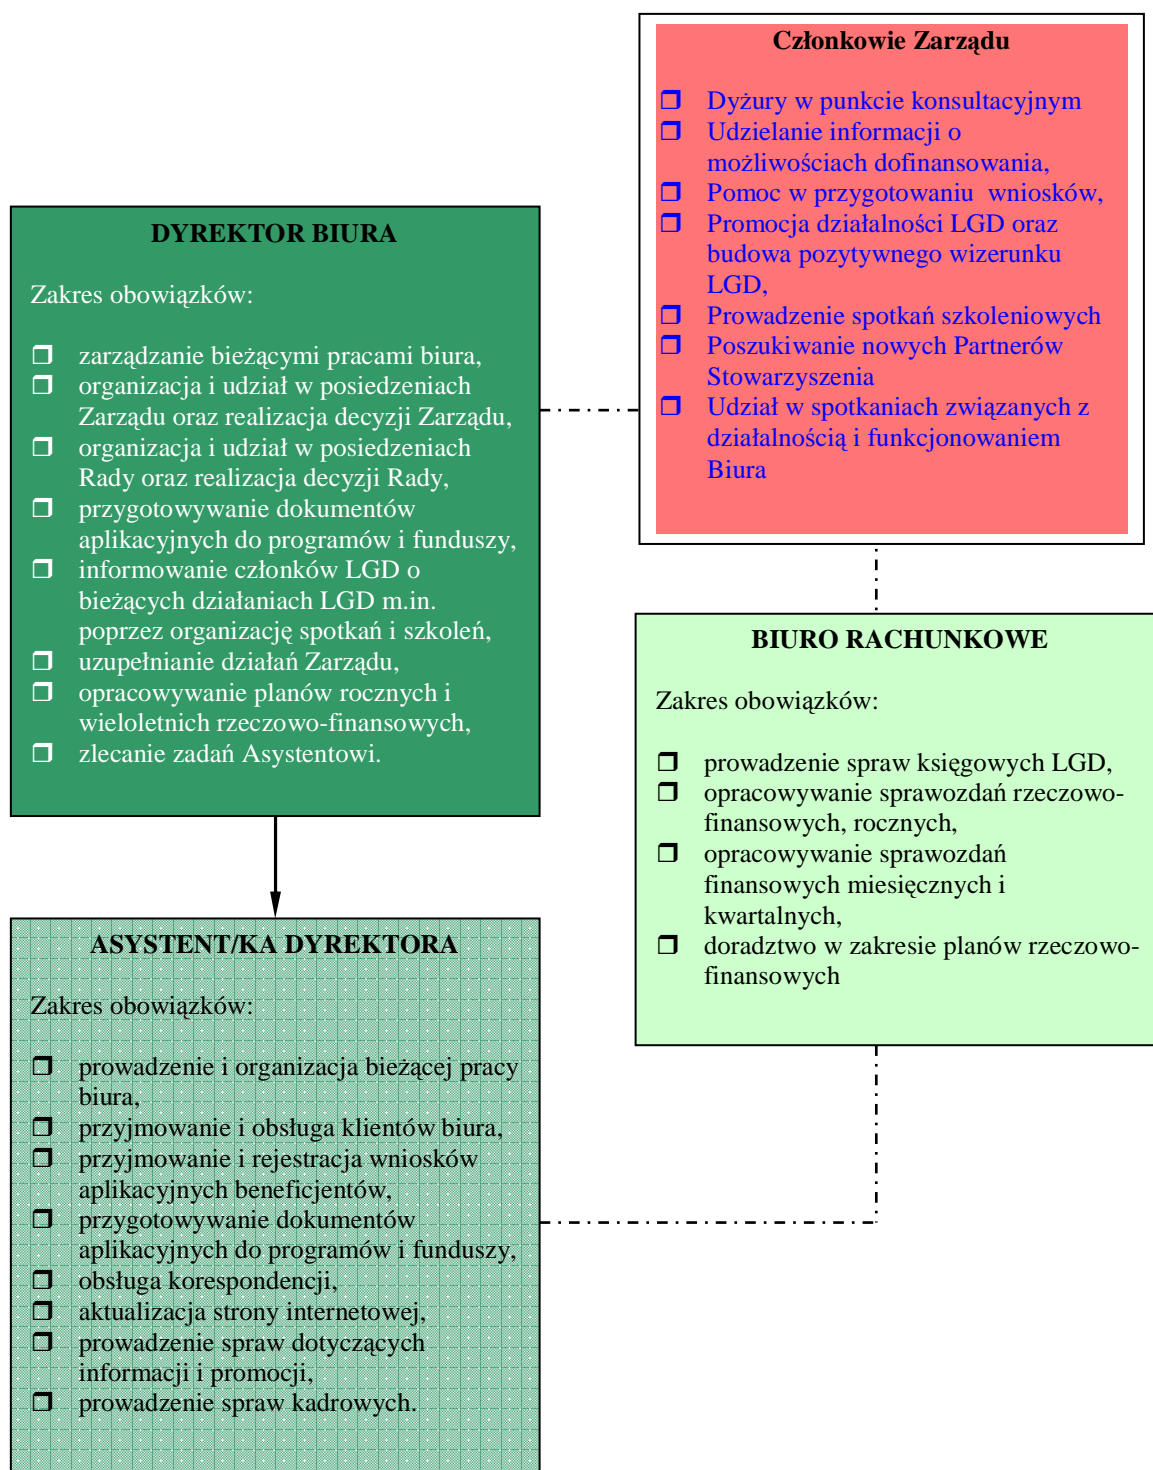 Członkowie Zarządu
❒ Dyżury w punkcie konsultacyjnym
❒ Udzielanie informacji o
możliwościach dofinansowania,
❒ Pomoc w przygotowaniu wniosków,
❒ Promocja działalności LGD oraz
budowa pozytywnego wizerunku
LGD,
❒ Prowadzenie spotkań szkoleniowych
❒ Poszukiwanie nowych Partnerów
Stowarzyszenia
❒ Udział w spotkaniach związanych z
działalnością i funkcjonowaniem
Biura
DYREKTOR BIURA
Zakres obowiązków:
❒ zarządzanie bieżącymi pracami biura,
❒ organizacja i udział w posiedzeniach
Zarządu oraz realizacja decyzji Zarządu,
❒ organizacja i udział w posiedzeniach
Rady oraz realizacja decyzji Rady,
❒ przygotowywanie dokumentów
aplikacyjnych do programów i funduszy,
❒ informowanie członków LGD o
bieżących działaniach LGD m.in.
poprzez organizację spotkań i szkoleń,
❒ uzupełnianie działań Zarządu,
❒ opracowywanie planów rocznych i
wieloletnich rzeczowo-finansowych,
❒ zlecanie zadań Asystentowi.
BIURO RACHUNKOWE
Zakres obowiązków:
❒ prowadzenie spraw księgowych LGD,
❒ opracowywanie sprawozdań rzeczowo-
finansowych, rocznych,
❒ opracowywanie sprawozdań
finansowych miesięcznych i
kwartalnych,
❒ doradztwo w zakresie planów rzeczowo-
finansowych
ASYSTENT/KA DYREKTORA
Zakres obowiązków:
❒ prowadzenie i organizacja bieżącej pracy
biura,
❒ przyjmowanie i obsługa klientów biura,
❒ przyjmowanie i rejestracja wniosków
aplikacyjnych beneficjentów,
❒ przygotowywanie dokumentów
aplikacyjnych do programów i funduszy,
❒ obsługa korespondencji,
❒ aktualizacja strony internetowej,
❒ prowadzenie spraw dotyczących
informacji i promocji,
❒ prowadzenie spraw kadrowych.